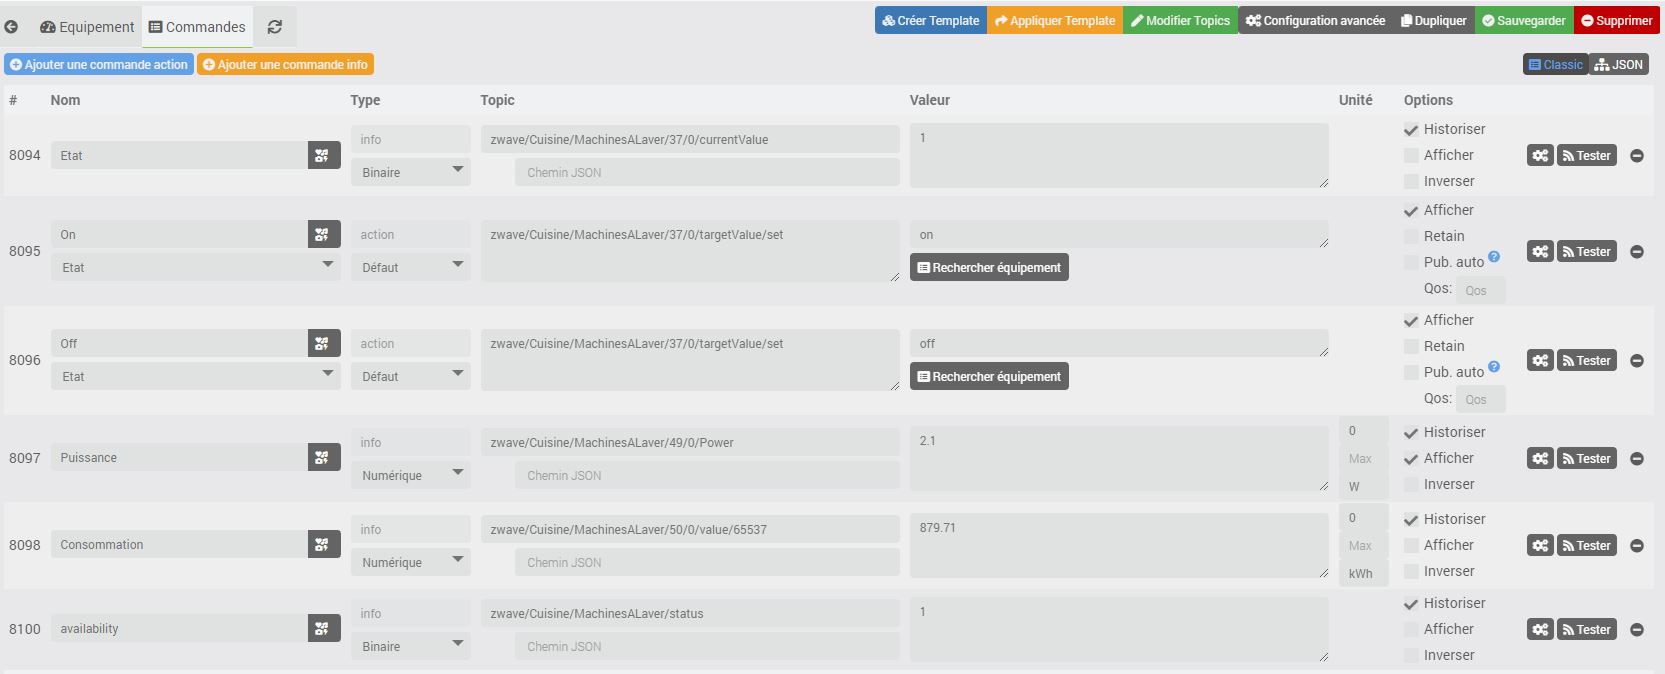 Equipement Commandes Créer Template Appliquer Template Modifier Topics Configuration avancée Dupliquer Sauvegarder Supprimer
Ajouter une commande action Ajouter une commande info Classic JSON
# Nom Type Topic Valeur Unité Options
8094 Etat info zwave/Cuisine/MachinesALaver/37/0/currentValue 1 Historiser
Afficher Tester
Binaire Chemin JSON
Inverser
8095 On action zwave/Cuisine/MachinesALaver/37/0/targetValue/set on Afficher
Retain Tester
Etat Défaut Rechercher équipement Pub. auto ?
Qos: Qos
8096 Off action zwave/Cuisine/MachinesALaver/37/0/targetValue/set off Afficher
Retain Tester
Etat Défaut Rechercher équipement Pub. auto ?
Qos: Qos
8097 Puissance info zwave/Cuisine/MachinesALaver/49/0/Power 2.1 0 Historiser
Max Afficher Tester
Numérique Chemin JSON W Inverser
8098 Consommation info zwave/Cuisine/MachinesALaver/50/0/value/65537 879.71 0 Historiser
Max Afficher Tester
Numérique Chemin JSON kWh Inverser
8100 availability info zwave/Cuisine/MachinesALaver/status 1 Historiser
Afficher Tester
Binaire Chemin JSON Inverser